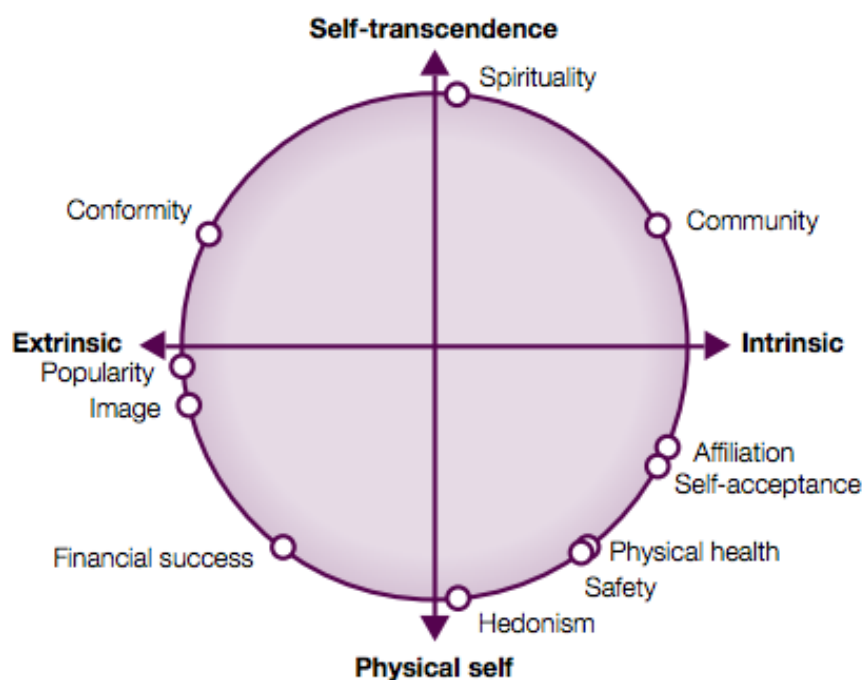 Self-transcendence
Spirituality
Conformity
Community
Extrinsic
Intrinsic
Popularity
Image
Affiliation
Self-acceptance
Financial success
Physical health
Safety
Hedonism
Physical self